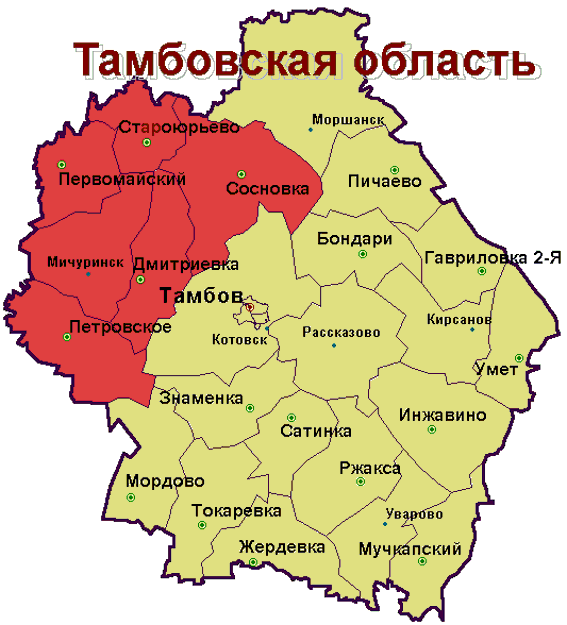 Тамбовская область
Моршанск
Староюрьево
Первомайский
Сосновка
Пичаево
Бондари
Гавриловка 2-Я
Мичуринск
Дмитриевка
Тамбов
Петровское
Котовск
Рассказово
Кирсанов
Умет
Знаменка
Сатинка
Инжавино
Ржакса
Мордово
Токаревка
Уварово
Жердевка
Мучкапский